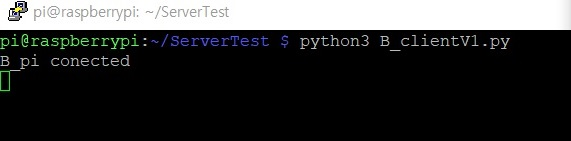 pi@raspberrypi: ~/ServerTest
pi@raspberrypi:~/ServerTest $ python3 B_clientV1.py
B_pi conected